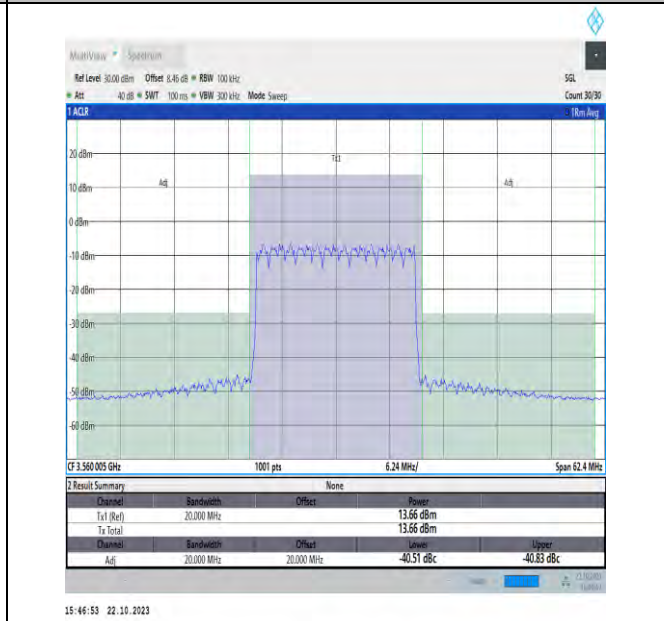 MultiView Spectrum
Ref Level 30.00 dBm Offset 8.46 dB RBW 100 kHz SGL
Att 40 dB SWT 100 ms VBW 300 kHz Mode Sweep Count 30/30
1 ACLR 1Rm Avg
Tx1
20 dBm
Adj Adj
10 dBm
0 dBm
-10 dBm
-20 dBm
-30 dBm
-40 dBm
-50 dBm
-60 dBm
CF 3.560 005 GHz 1001 pts 6.24 MHz/ Span 62.4 MHz
2 Result Summary None
Channel Bandwidth Offset Power
Tx1 (Ref) 20.000 MHz 13.66 dBm
Tx Total 13.66 dBm
Channel Bandwidth Offset Lower Upper
Adj 20.000 MHz 20.000 MHz -40.51 dBc -40.83 dBc
15:46:53 22.10.2023